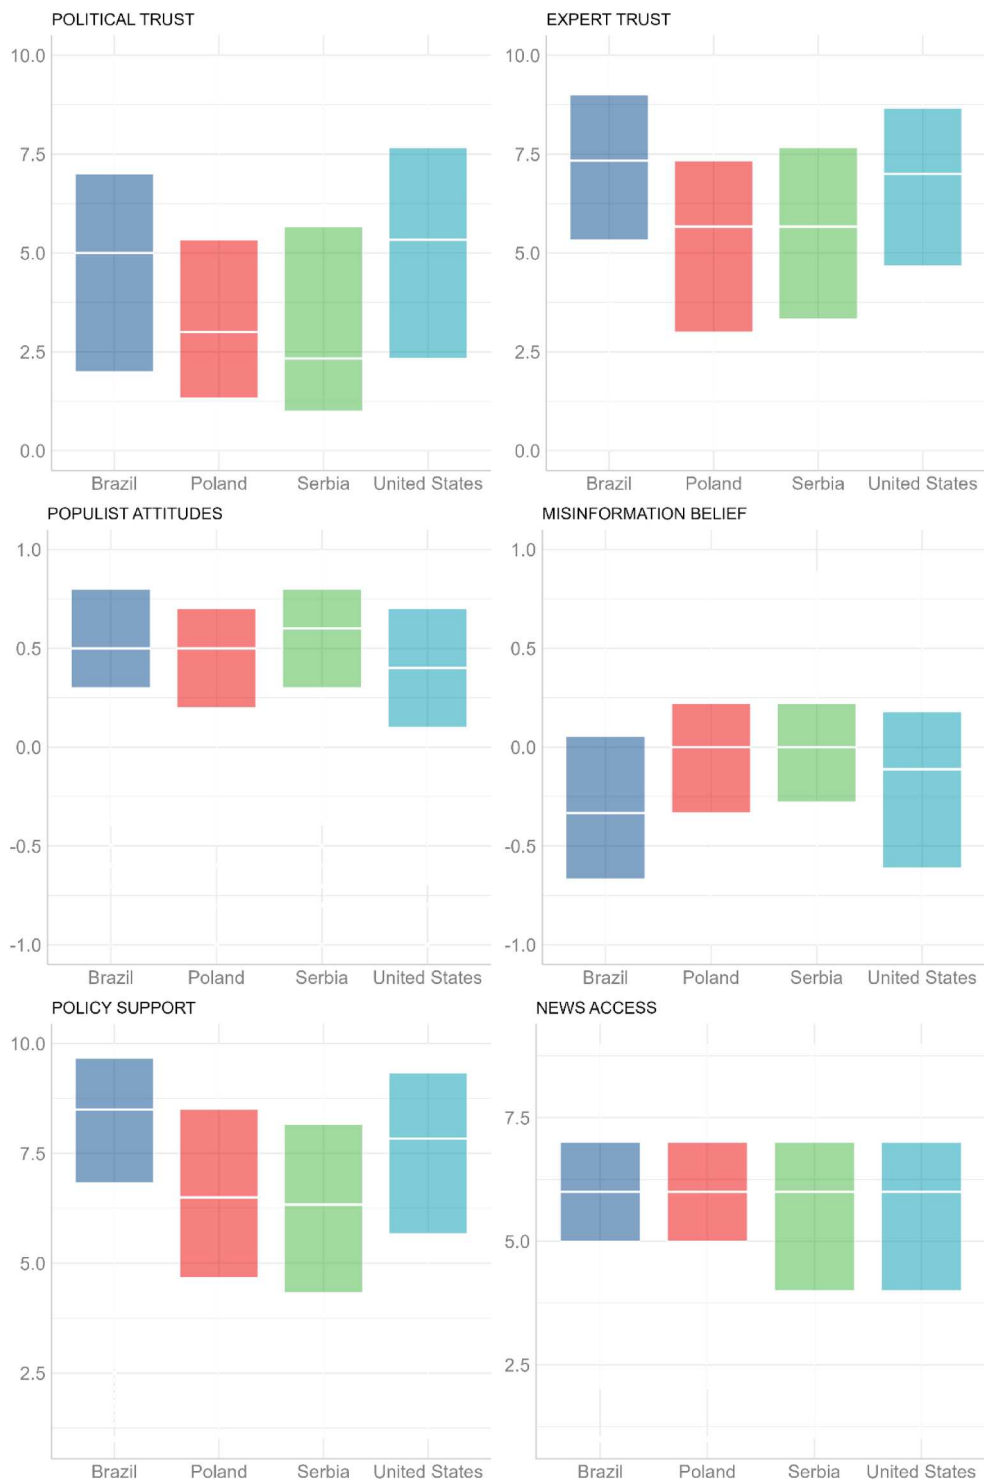 POLITICAL TRUST
10.0
7.5
5.0
2.5
0.0
Brazil Poland Serbia United States
EXPERT TRUST
10.0
7.5
5.0
2.5
0.0
Brazil Poland Serbia United States
POPULIST ATTITUDES
1.0
0.5
0.0
-0.5
-1.0
Brazil Poland Serbia United States
MISINFORMATION BELIEF
1.0
0.5
0.0
-0.5
-1.0
Brazil Poland Serbia United States
POLICY SUPPORT
10.0
7.5
5.0
2.5
Brazil Poland Serbia United States
NEWS ACCESS
7.5
5.0
2.5
Brazil Poland Serbia United States